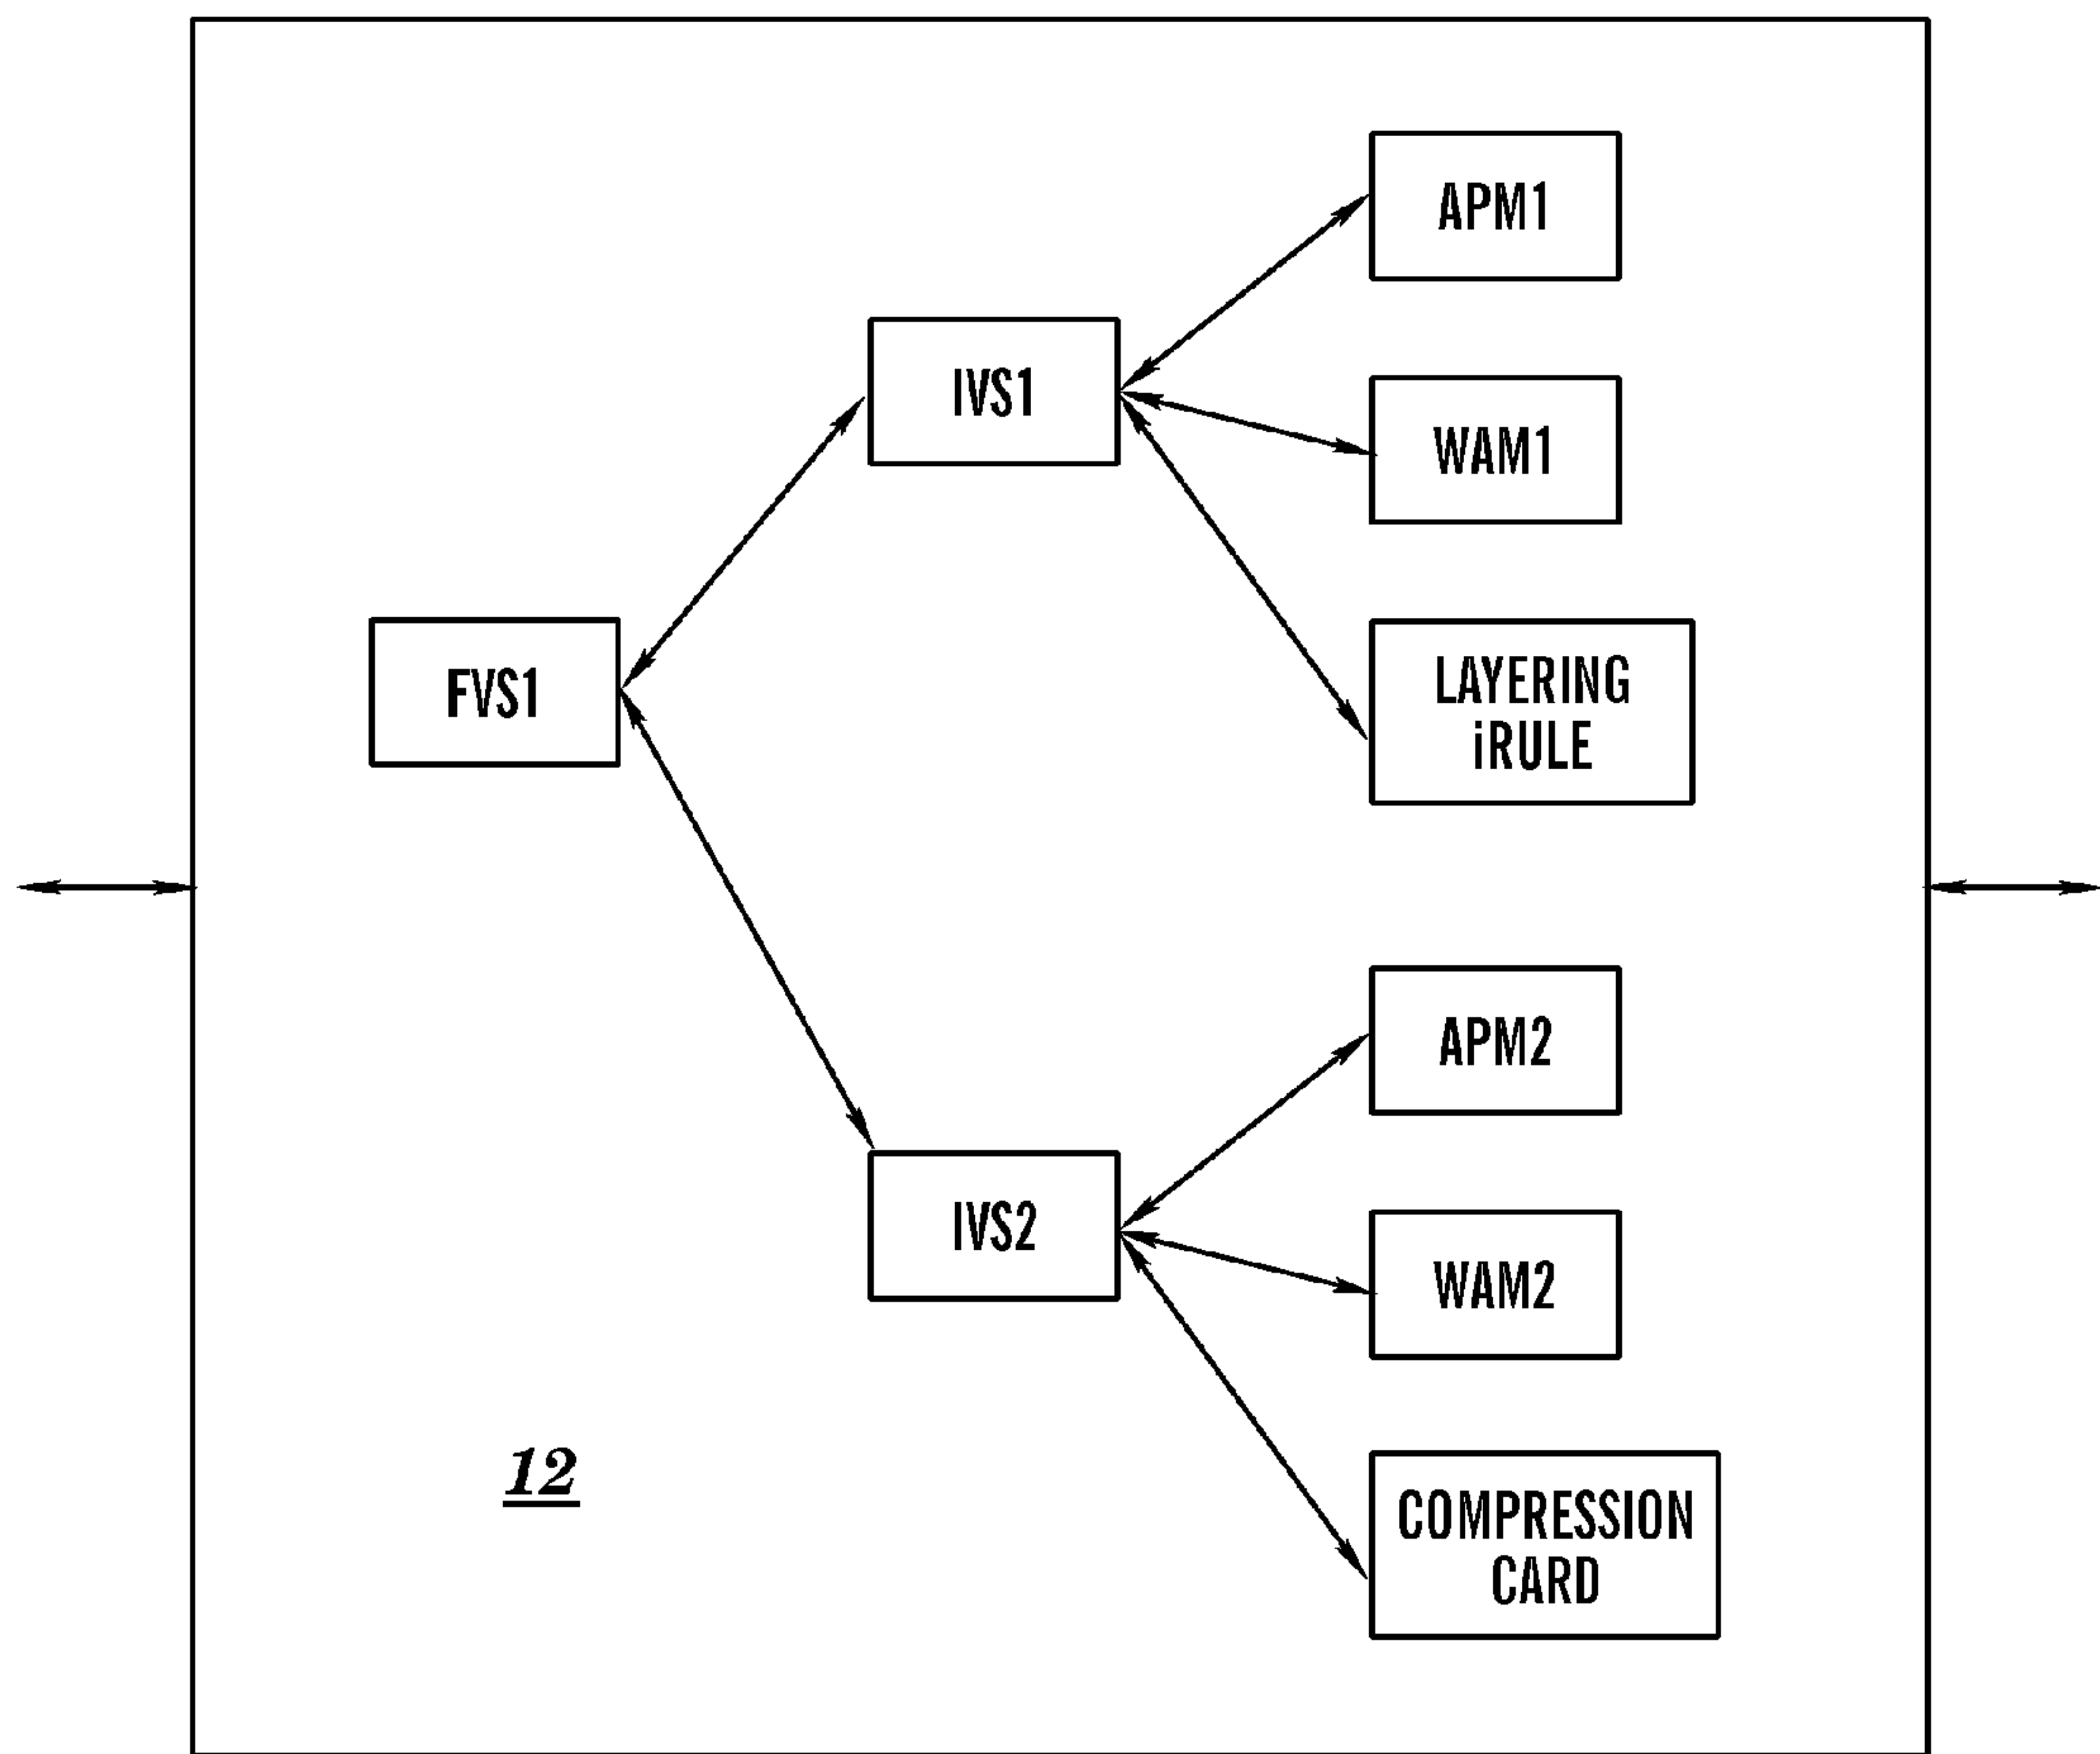 APM1
IVS1
WAM1
FVS1
LAYERING
iRULE
APM2
IVS2
WAM2
12
COMPRESSION
CARD